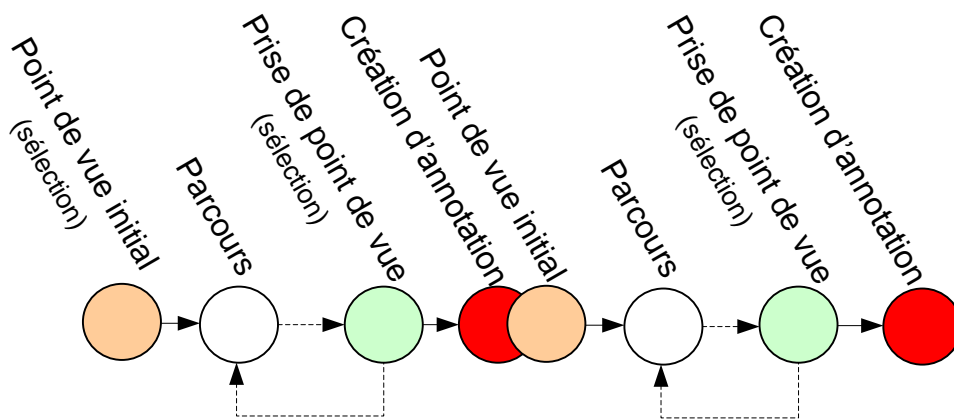 Point de vue initial
(sélection)
Parcours
Prise de point de vue
(sélection)
Création d'annotation
Point de vue initial
Parcours
Prise de point de vue
(sélection)
Création d'annotation